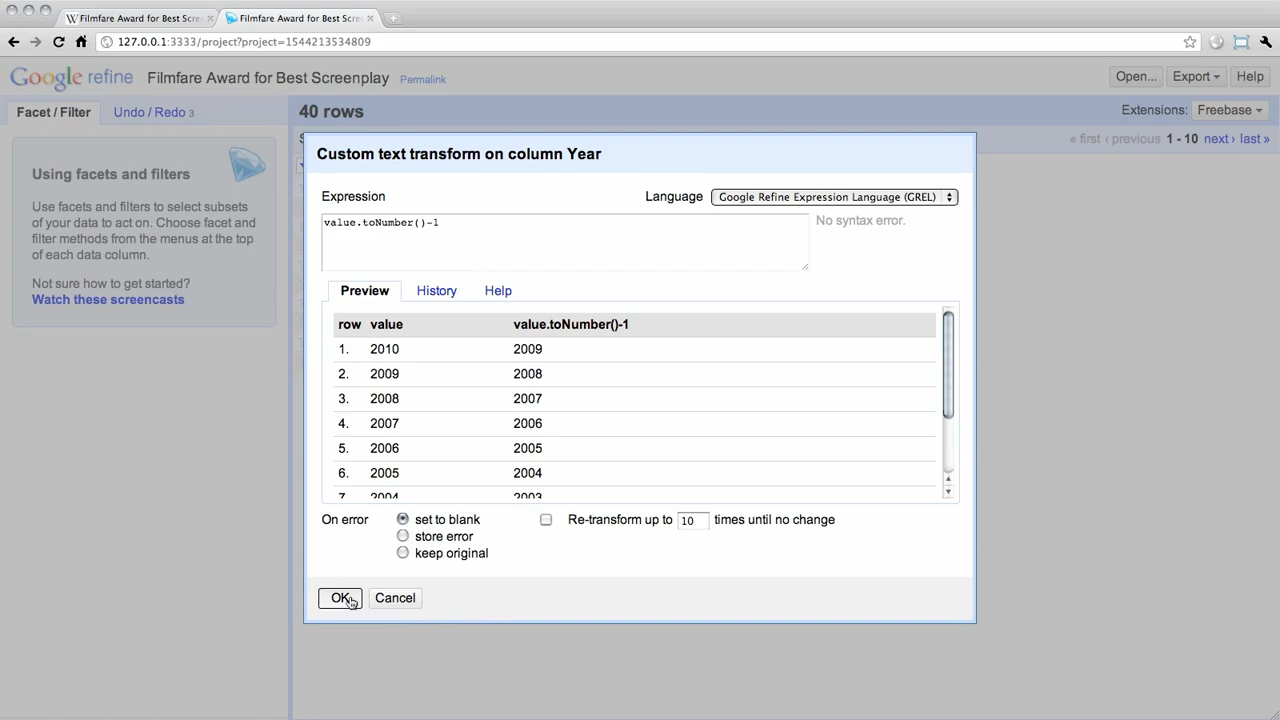 Filmfare Award for Best Scre
Filmfare Award for Best Scre
127.0.0.1:3333/project?project=1544213534809
Google refine Filmfare Award for Best Screenplay Permalink
Open... Export Help
Facet / Filter Undo / Redo 3
40 rows
Extensions: Freebase
« first ‹ previous 1 - 10 next › last »
Using facets and filters
Use facets and filters to select subsets
of your data to act on. Choose facet and
filter methods from the menus at the top
of each data column.
Not sure how to get started?
Watch these screencasts
Custom text transform on column Year
Expression Language Google Refine Expression Language (GREL)
value.toNumber()-1
No syntax error.
Preview History Help
row value value.toNumber()-1
1. 2010 2009
2. 2009 2008
3. 2008 2007
4. 2007 2006
5. 2006 2005
6. 2005 2004
7. 2004 2003
On error set to blank Re-transform up to 10 times until no change
store error
keep original
OK Cancel